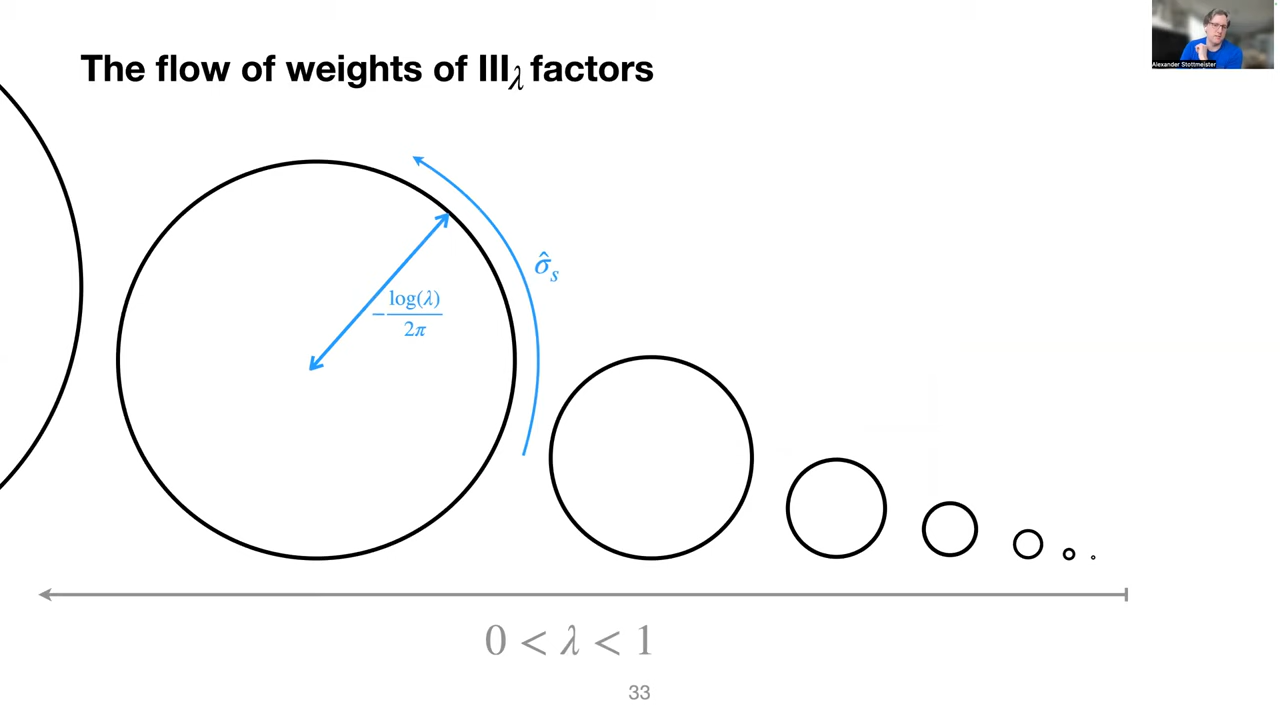 The flow of weights of III_λ factors
Alexander Stottmeister
σ̂_s
−log(λ)/2π
0 < λ < 1
33